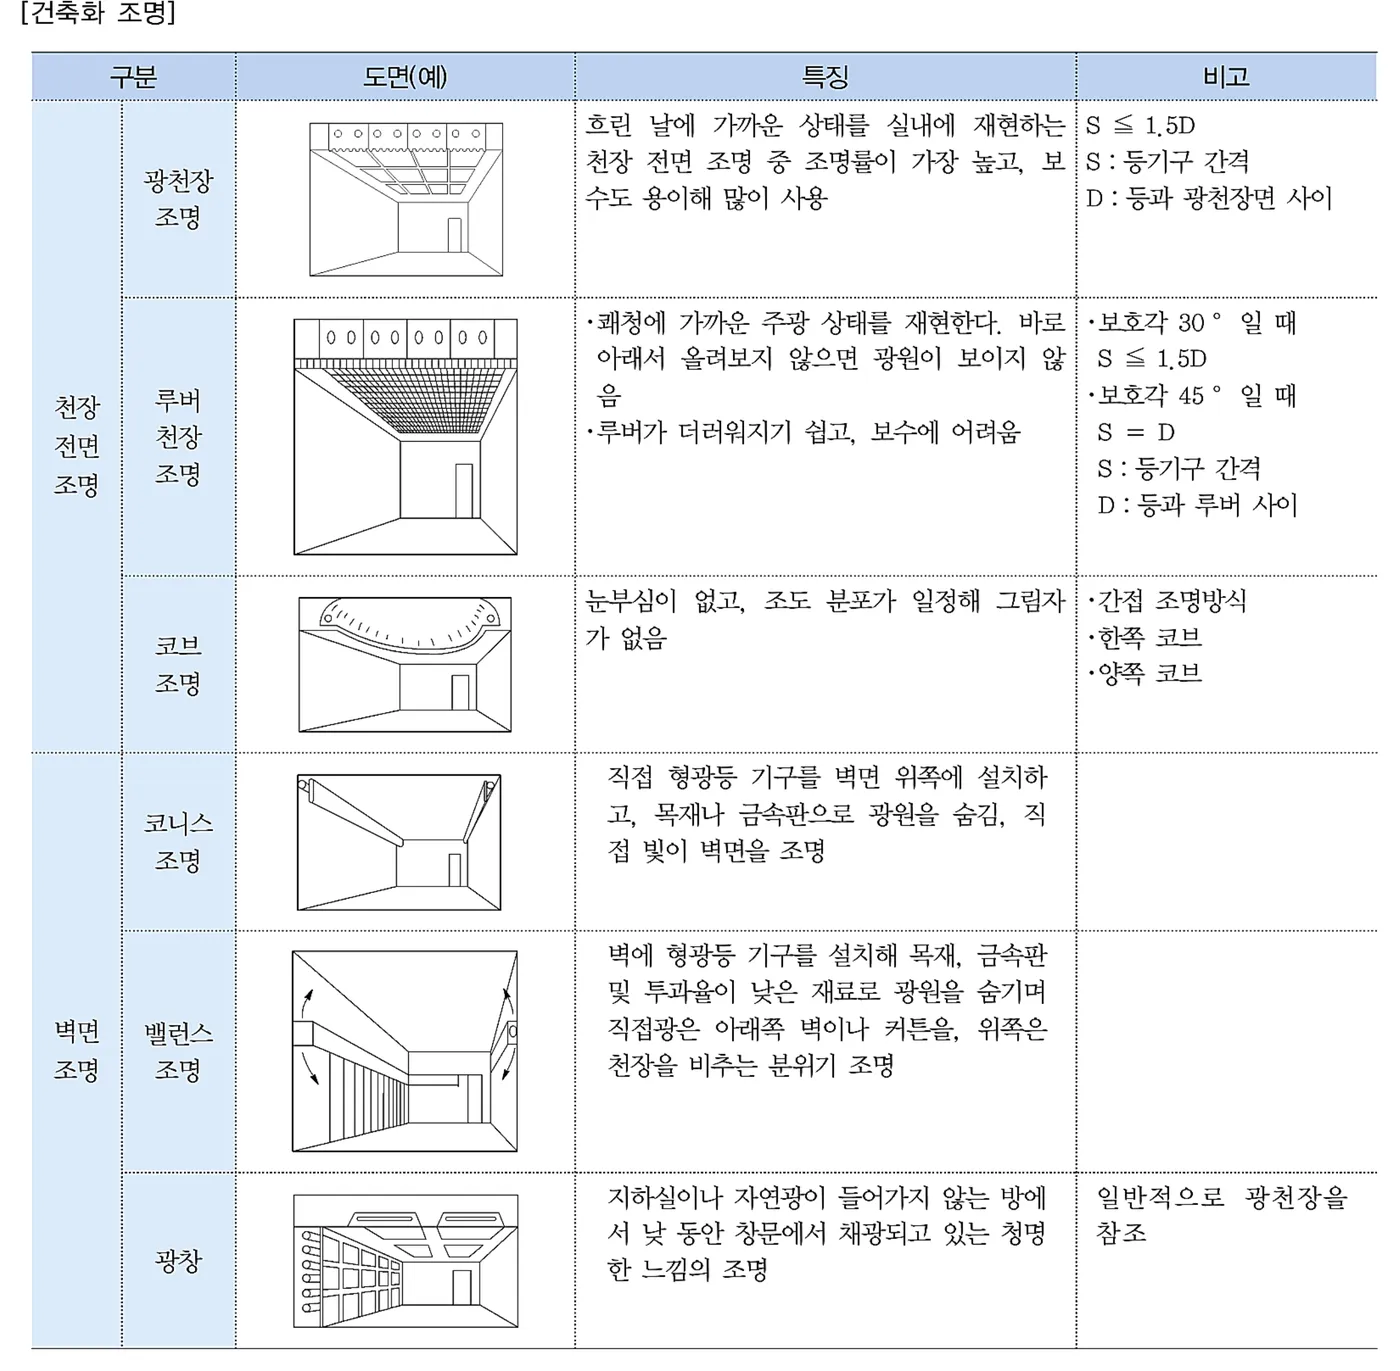 [건축화 조명]
구분 도면(예) 특징 비고
천장
전면
조명
광천장
조명
흐린 날에 가까운 상태를 실내에 재현하는
천장 전면 조명 중 조명률이 가장 높고, 보
수도 용이해 많이 사용
S ≦ 1.5D
S : 등기구 간격
D : 등과 광천장면 사이
루버
천장
조명
·쾌청에 가까운 주광 상태를 재현한다. 바로
아래서 올려보지 않으면 광원이 보이지 않
음
·루버가 더러워지기 쉽고, 보수에 어려움
·보호각 30° 일 때
S ≦ 1.5D
·보호각 45° 일 때
S = D
S : 등기구 간격
D : 등과 루버 사이
코브
조명
눈부심이 없고, 조도 분포가 일정해 그림자
가 없음
·간접 조명방식
·한쪽 코브
·양쪽 코브
벽면
조명
코니스
조명
직접 형광등 기구를 벽면 위쪽에 설치하
고, 목재나 금속판으로 광원을 숨김, 직
접 빛이 벽면을 조명
밸런스
조명
벽에 형광등 기구를 설치해 목재, 금속판
및 투과율이 낮은 재료로 광원을 숨기며
직접광은 아래쪽 벽이나 커튼을, 위쪽은
천장을 비추는 분위기 조명
광창
지하실이나 자연광이 들어가지 않는 방에
서 낮 동안 창문에서 채광되고 있는 청명
한 느낌의 조명
일반적으로 광천장을
참조